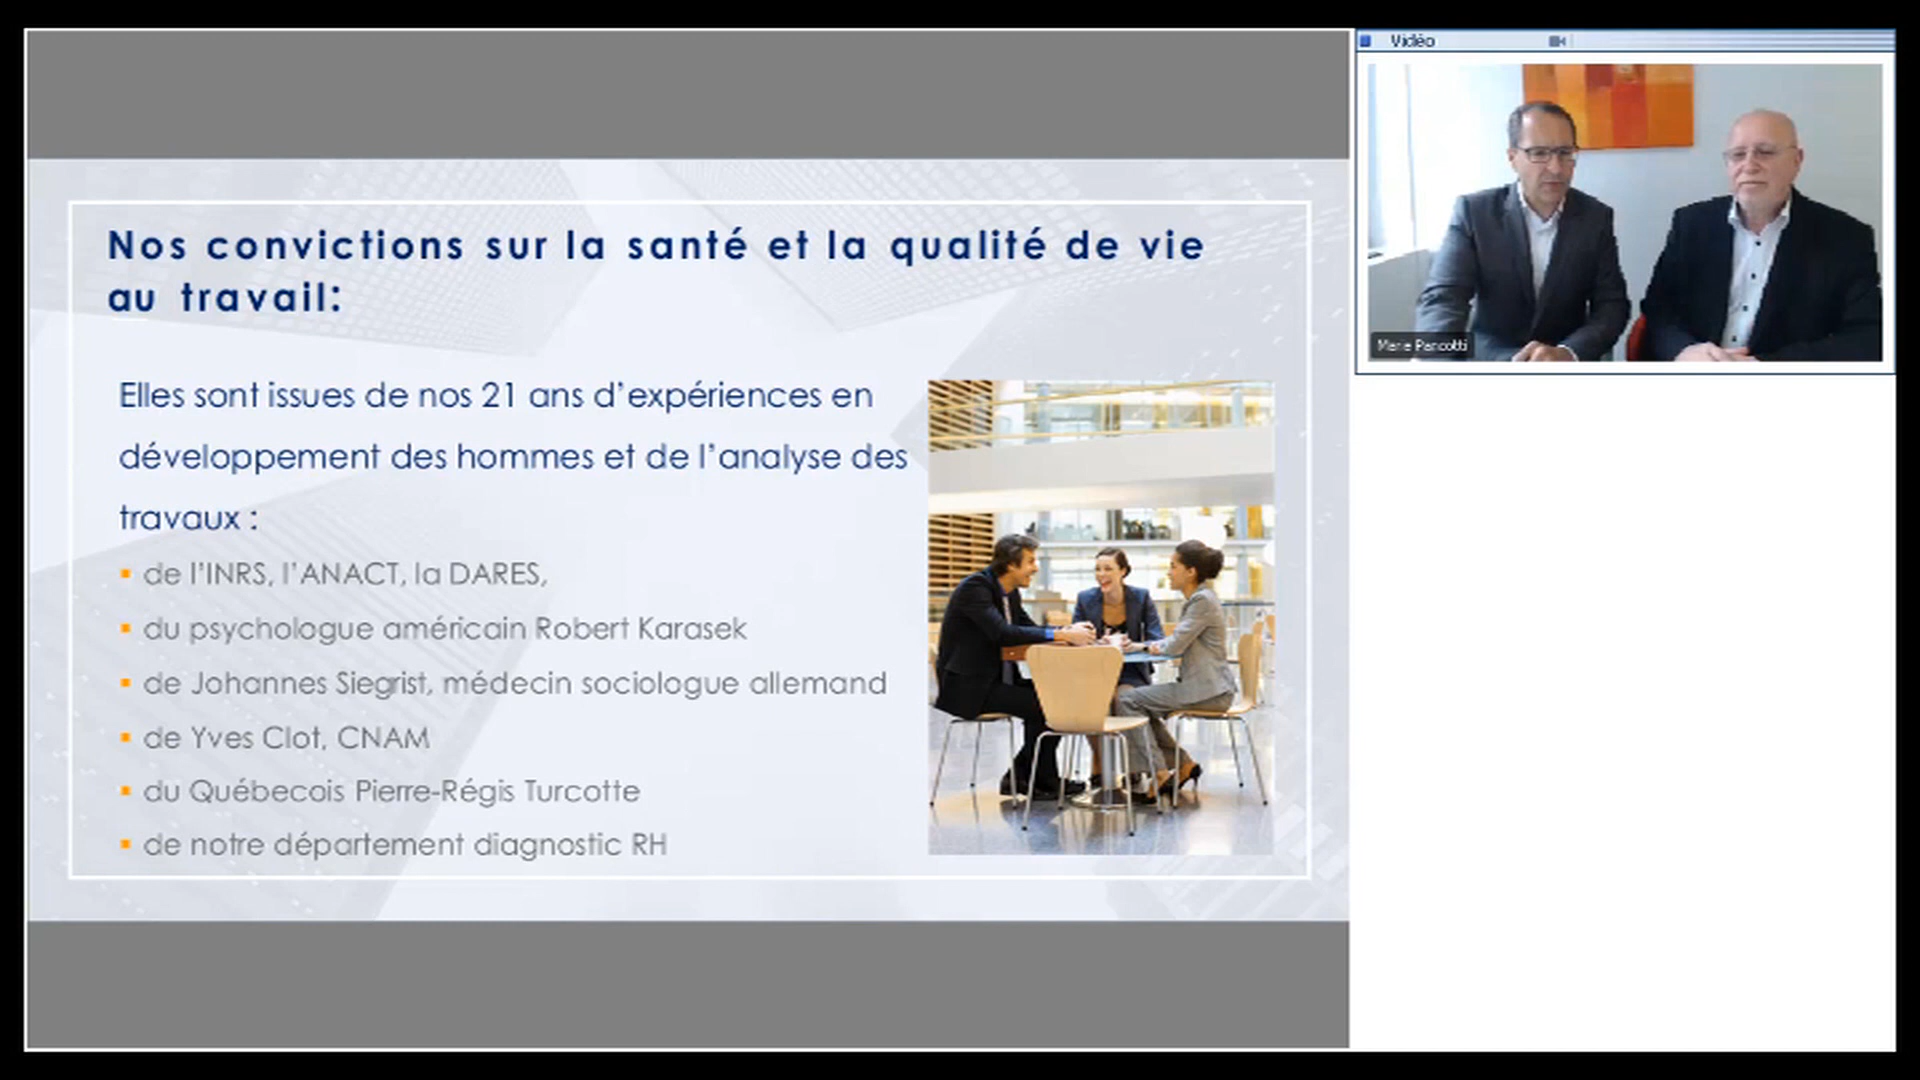 Nos convictions sur la santé et la qualité de vie
au travail:
Elles sont issues de nos 21 ans d’expériences en
développement des hommes et de l’analyse des
travaux :
de l’INRS, l’ANACT, la DARES,
du psychologue américain Robert Karasek
de Johannes Siegrist, médecin sociologue allemand
de Yves Clot, CNAM
du Québecois Pierre-Régis Turcotte
de notre département diagnostic RH
Vidéo
Marie Pancotti